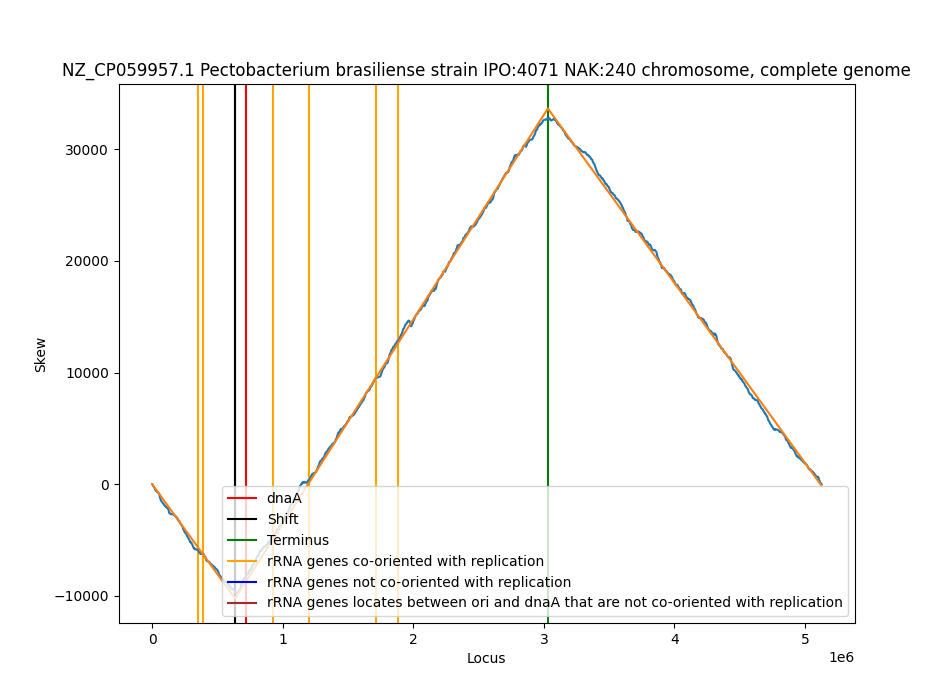 NZ_CP059957.1 Pectobacterium brasiliense strain IPO:4071 NAK:240 chromosome, complete genome
30000
20000
10000
0
−10000
Skew
dnaA
Shift
Terminus
rRNA genes co-oriented with replication
rRNA genes not co-oriented with replication
rRNA genes locates between ori and dnaA that are not co-oriented with replication
0 1 2 3 4 5
1e6
Locus